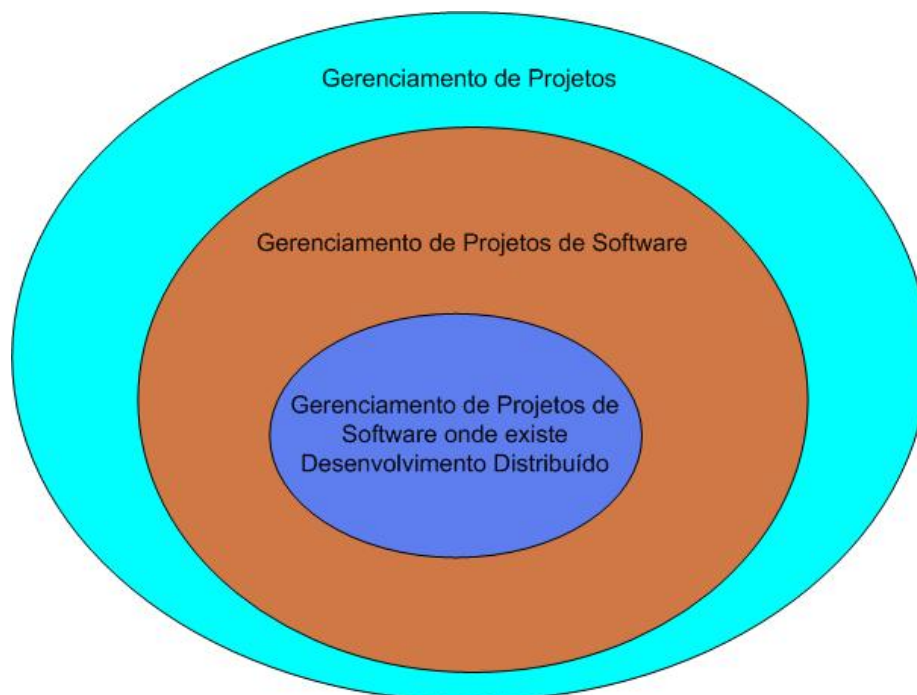 Gerenciamento de Projetos
Gerenciamento de Projetos de Software
Gerenciamento de Projetos de
Software onde existe
Desenvolvimento Distribuído